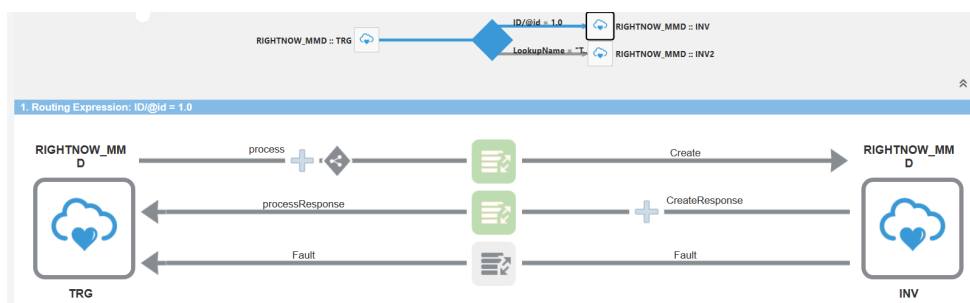 ID/@id = 1.0
RIGHTNOW_MMD :: TRG
RIGHTNOW_MMD :: INV
LookupName = "T...
RIGHTNOW_MMD :: INV2
1. Routing Expression: ID/@id = 1.0
RIGHTNOW_MM
D
process
Create
RIGHTNOW_MM
D
processResponse
CreateResponse
Fault
Fault
TRG
INV